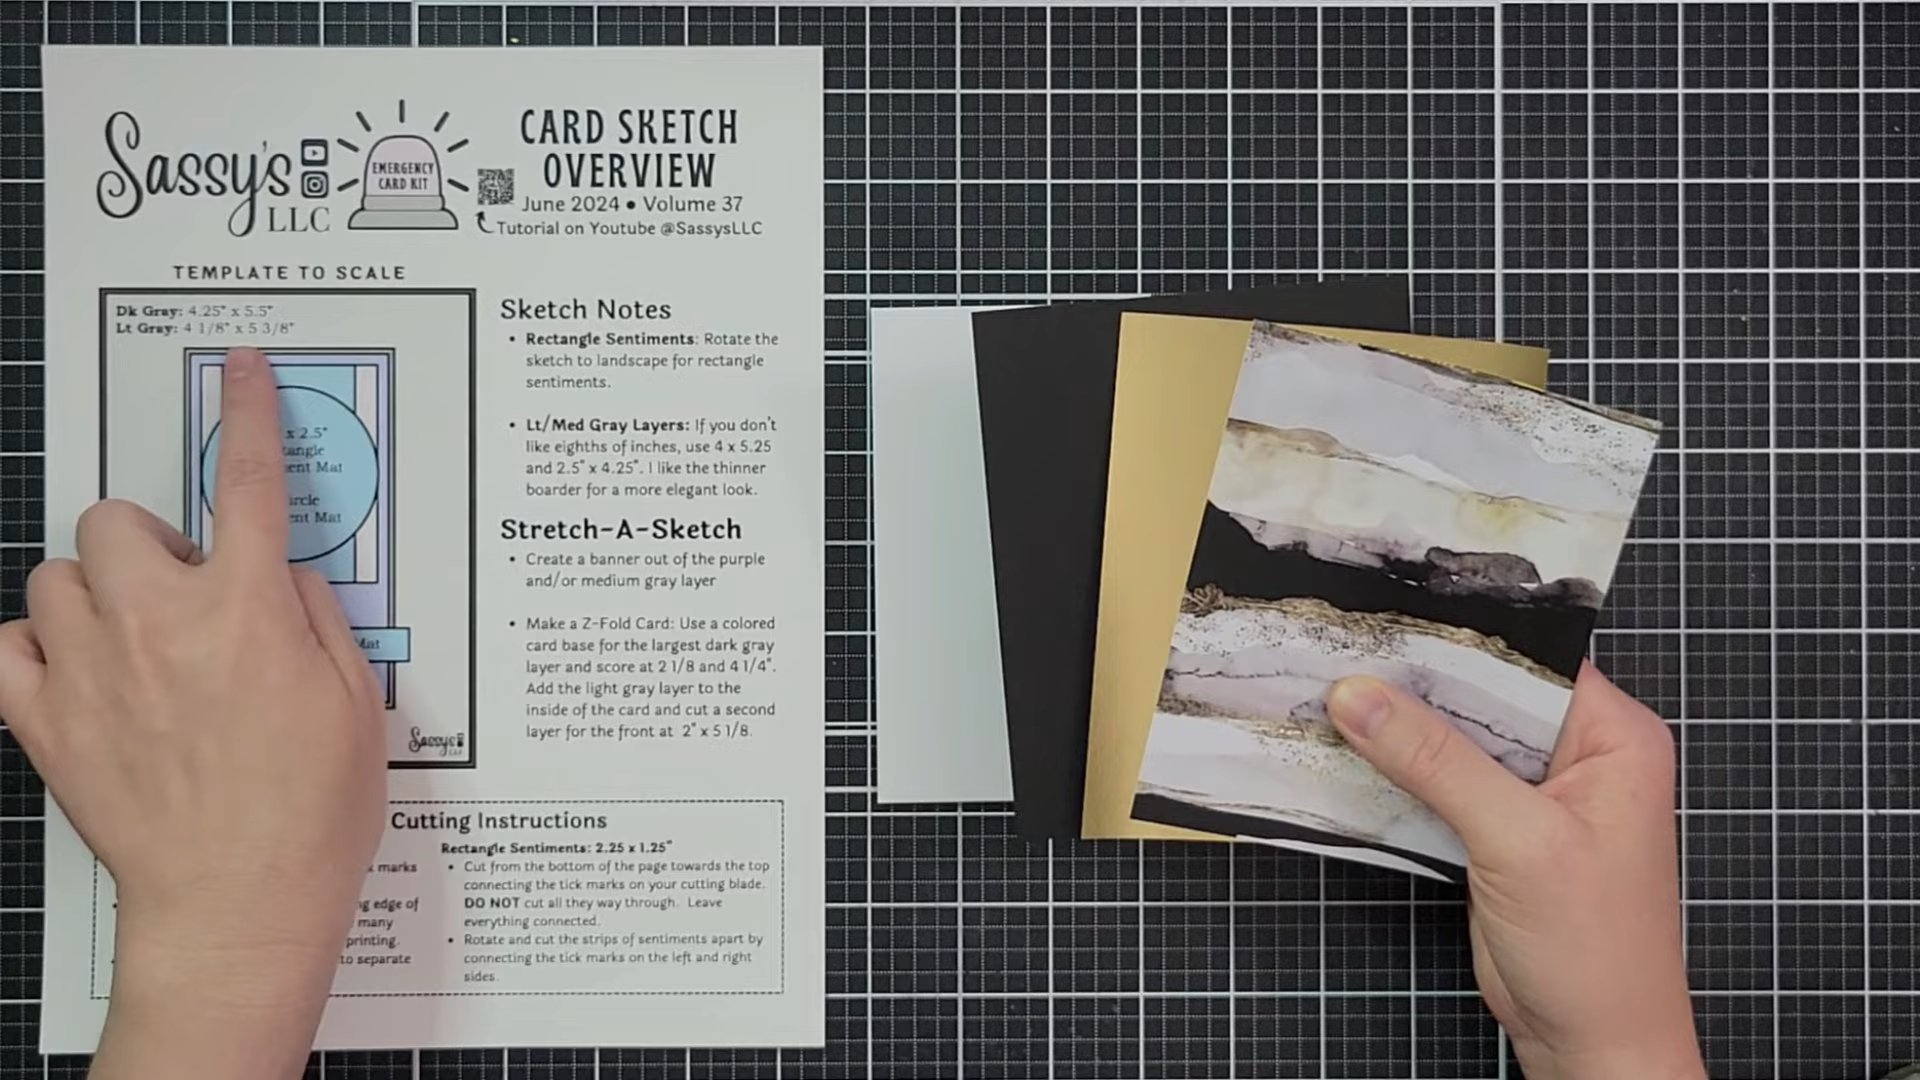 Sassy's
LLC
EMERGENCY
CARD KIT
CARD SKETCH
OVERVIEW
June 2024 • Volume 37
Tutorial on Youtube @SassysLLC
TEMPLATE TO SCALE
Dk Gray: 4.25" x 5.5"
Lt Gray: 4 1/8" x 5 3/8"
x 2.5"
Mat
Mat
Mat
Sassy's
Sketch Notes
• Rectangle Sentiments: Rotate the
sketch to landscape for rectangle
sentiments.
• Lt/Med Gray Layers: If you don't
like eighths of inches, use 4 x 5.25
and 2.5" x 4.25". I like the thinner
boarder for a more elegant look.
Stretch-A-Sketch
• Create a banner out of the purple
and/or medium gray layer
• Make a Z-Fold Card: Use a colored
card base for the largest dark gray
layer and score at 2 1/8 and 4 1/4".
Add the light gray layer to the
inside of the card and cut a second
layer for the front at 2" x 5 1/8.
Cutting Instructions
marks
edge of
many
printing.
to separate
Rectangle Sentiments: 2.25 x 1.25"
• Cut from the bottom of the page towards the top
connecting the tick marks on your cutting blade.
DO NOT cut all they way through. Leave
everything connected.
• Rotate and cut the strips of sentiments apart by
connecting the tick marks on the left and right
sides.